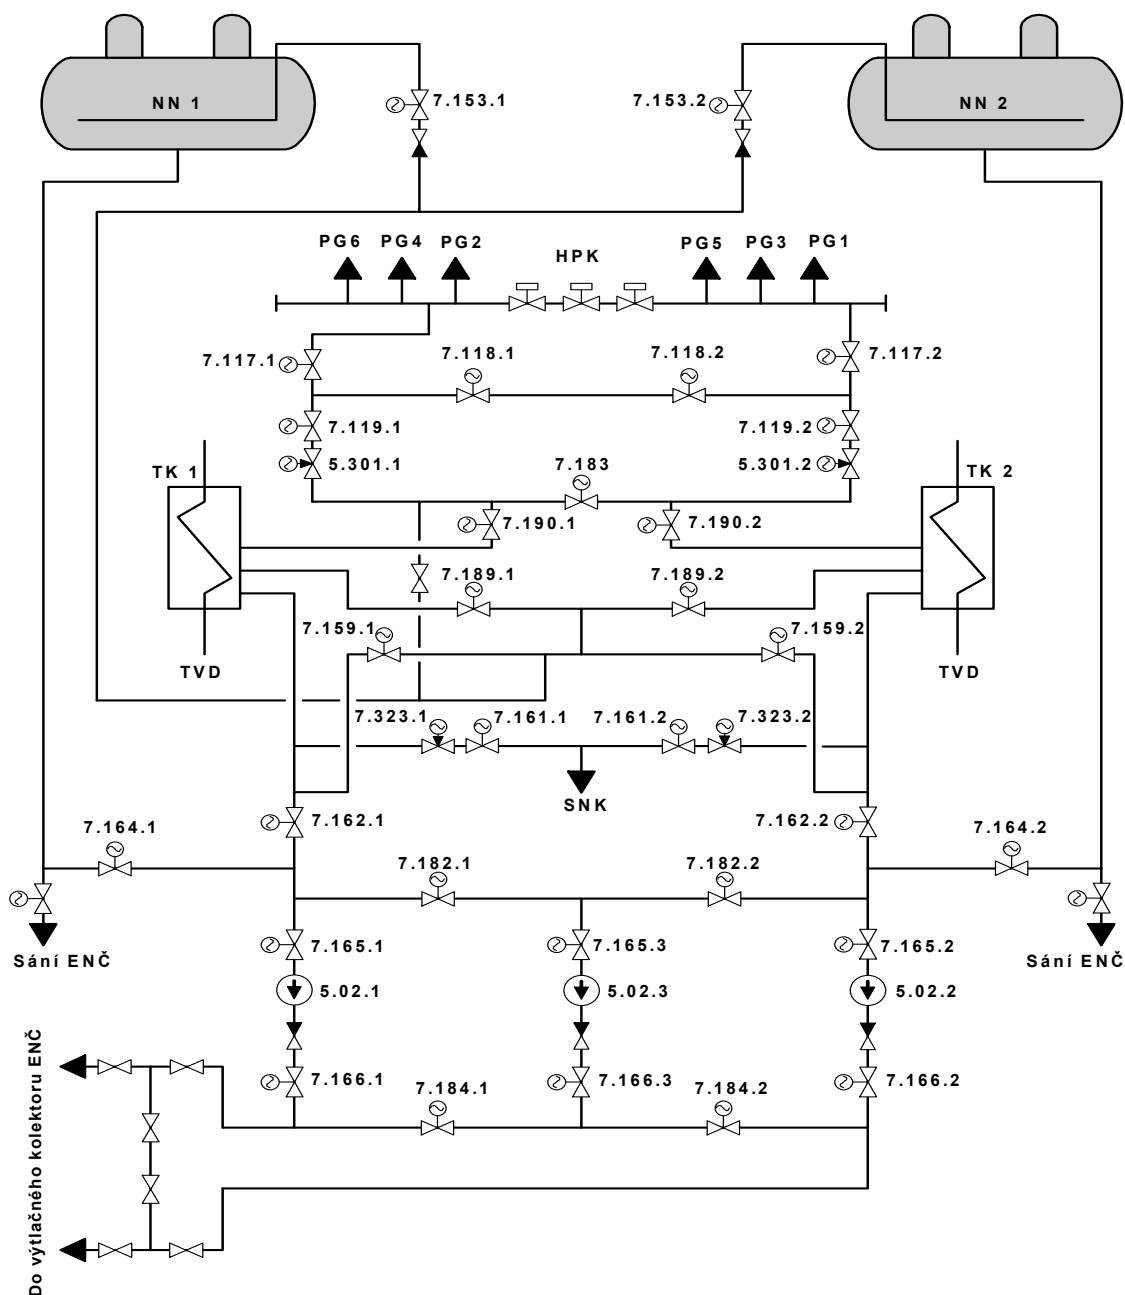 NN 1
7.153.1
7.153.2
NN 2
PG6
PG4
PG2
HPK
PG5
PG3
PG1
7.117.1
7.118.1
7.118.2
7.117.2
7.119.1
7.119.2
TK 1
5.301.1
7.183
5.301.2
TK 2
7.190.1
7.190.2
7.189.1
7.189.2
7.159.1
7.159.2
TVD
TVD
7.323.1
7.161.1
7.161.2
7.323.2
SNK
7.164.1
7.162.1
7.162.2
7.164.2
7.182.1
7.182.2
Sání ENČ
7.165.1
7.165.3
7.165.2
Sání ENČ
5.02.1
5.02.3
5.02.2
Do výtlačného kolektoru ENČ
7.166.1
7.184.1
7.166.3
7.184.2
7.166.2